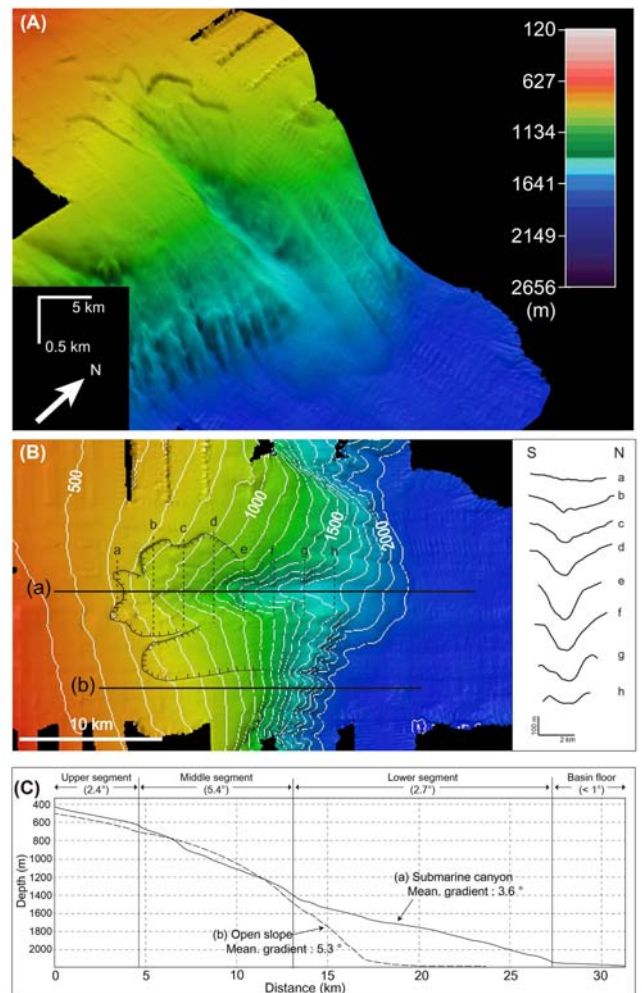 (A)
120
627
1134
1641
2149
2656
(m)
5 km
0.5 km
N
(B)
500
1000
1500
2000
a
b
c
d
e
f
g
h
(a)
(b)
10 km
S N
a
b
c
d
e
f
g
h
100 m
2 km
(C)
Upper segment Middle segment Lower segment Basin floor
(2.4°) (5.4°) (2.7°) (< 1°)
400
600
800
1000
1200
1400
1600
1800
2000
Depth (m)
(a) Submarine canyon
Mean. gradient : 3.6 °
(b) Open slope
Mean. gradient : 5.3 °
0 5 10 15 20 25 30
Distance (km)